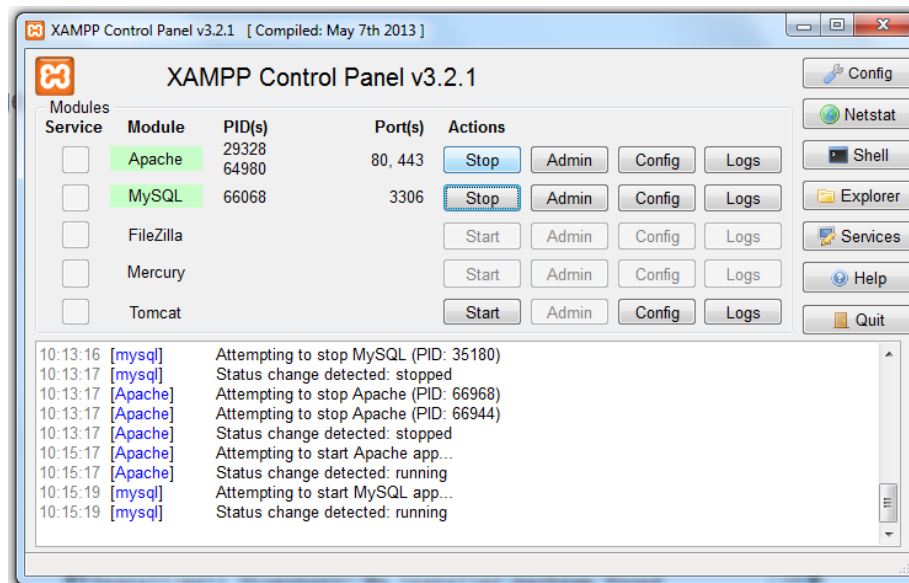 XAMPP Control Panel v3.2.1 [ Compiled: May 7th 2013 ]
XAMPP Control Panel v3.2.1
Config
Modules
Service Module PID(s) Port(s) Actions
Netstat
Apache 29328 64980 80, 443 Stop Admin Config Logs
Shell
MySQL 66068 3306 Stop Admin Config Logs
Explorer
FileZilla Start Admin Config Logs
Services
Mercury Start Admin Config Logs
Help
Tomcat Start Admin Config Logs
Quit
10:13:16 [mysql] Attempting to stop MySQL (PID: 35180)
10:13:17 [mysql] Status change detected: stopped
10:13:17 [Apache] Attempting to stop Apache (PID: 66968)
10:13:17 [Apache] Attempting to stop Apache (PID: 66944)
10:13:17 [Apache] Status change detected: stopped
10:15:17 [Apache] Attempting to start Apache app...
10:15:17 [Apache] Status change detected: running
10:15:19 [mysql] Attempting to start MySQL app...
10:15:19 [mysql] Status change detected: running